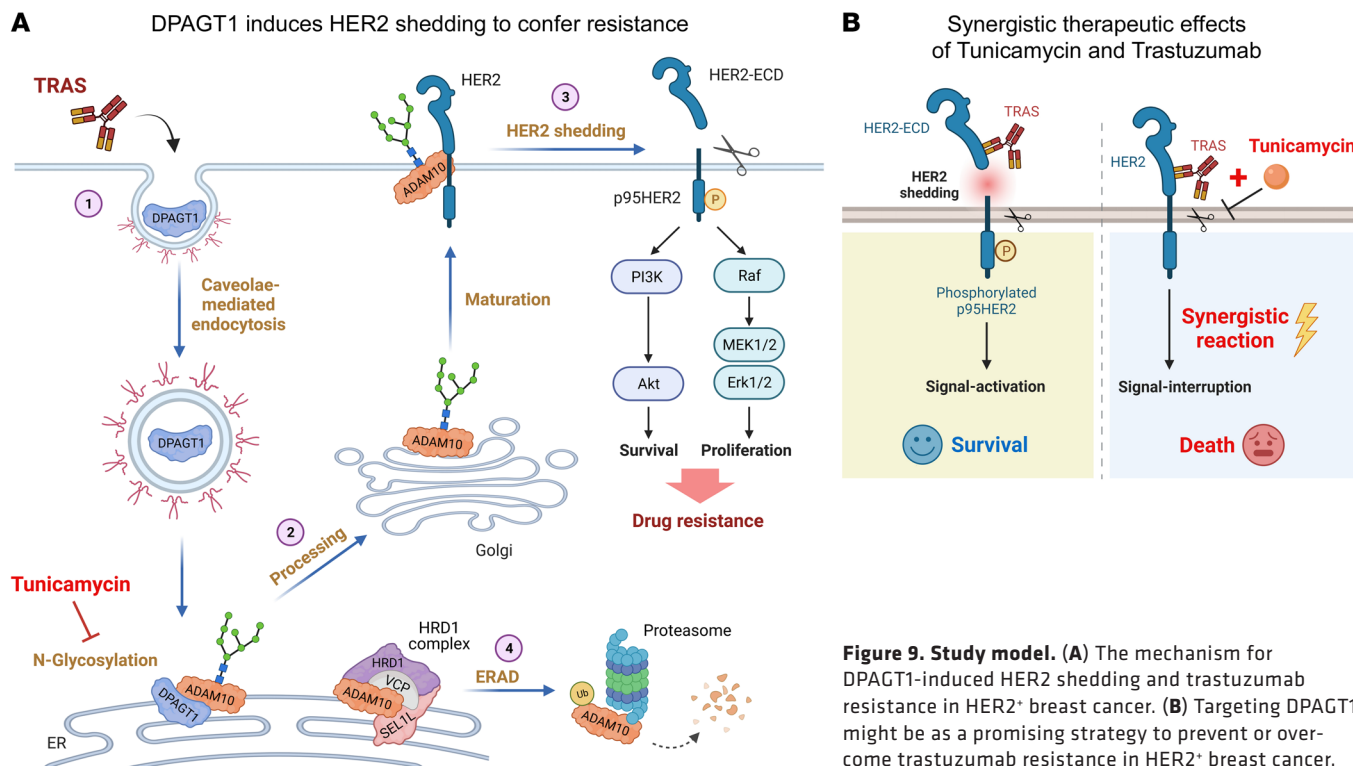 A
DPAGT1 induces HER2 shedding to confer resistance
TRAS
1
DPAGT1
Caveolae-
mediated
endocytosis
DPAGT1
Tunicamycin
N-Glycosylation
DPAGT1
ADAM10
ER
2
Processing
Golgi
ADAM10
Maturation
ADAM10
HER2
3
HER2 shedding
HER2-ECD
p95HER2
P
PI3K
Raf
MEK1/2
Akt
Erk1/2
Survival
Proliferation
Drug resistance
HRD1
complex
HRD1
VCP
ADAM10
SEL1L
4
ERAD
Proteasome
Ub
ADAM10
B
Synergistic therapeutic effects
of Tunicamycin and Trastuzumab
HER2-ECD
TRAS
HER2
shedding
P
Phosphorylated
p95HER2
Signal-activation
Survival
HER2
TRAS
+
Tunicamycin
Synergistic
reaction
Signal-interruption
Death
Figure 9. Study model. (A) The mechanism for
DPAGT1-induced HER2 shedding and trastuzumab
resistance in HER2⁺ breast cancer. (B) Targeting DPAGT1
might be as a promising strategy to prevent or over-
come trastuzumab resistance in HER2⁺ breast cancer.